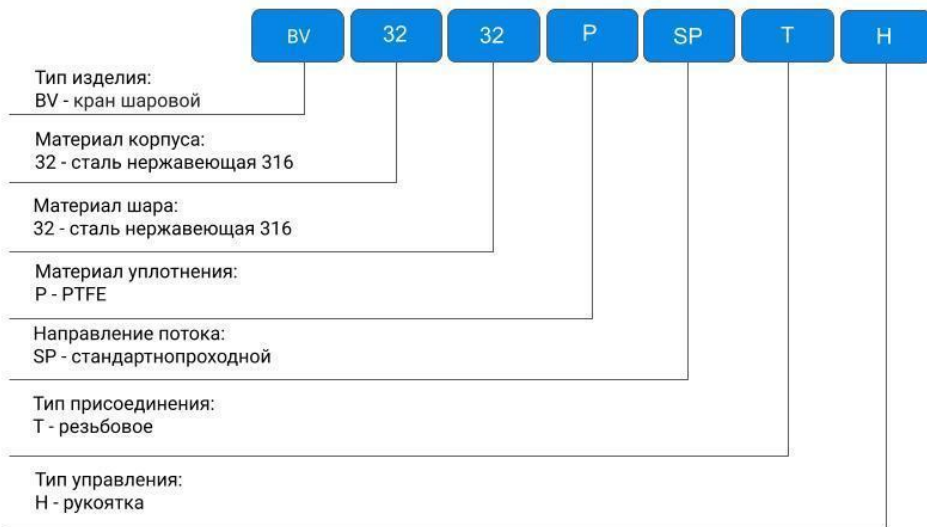 BV 32 32 P SP T H
Тип изделия:
BV - кран шаровой
Материал корпуса:
32 - сталь нержавеющая 316
Материал шара:
32 - сталь нержавеющая 316
Материал уплотнения:
P - PTFE
Направление потока:
SP - стандартнопроходной
Тип присоединения:
T - резьбовое
Тип управления:
H - рукоятка